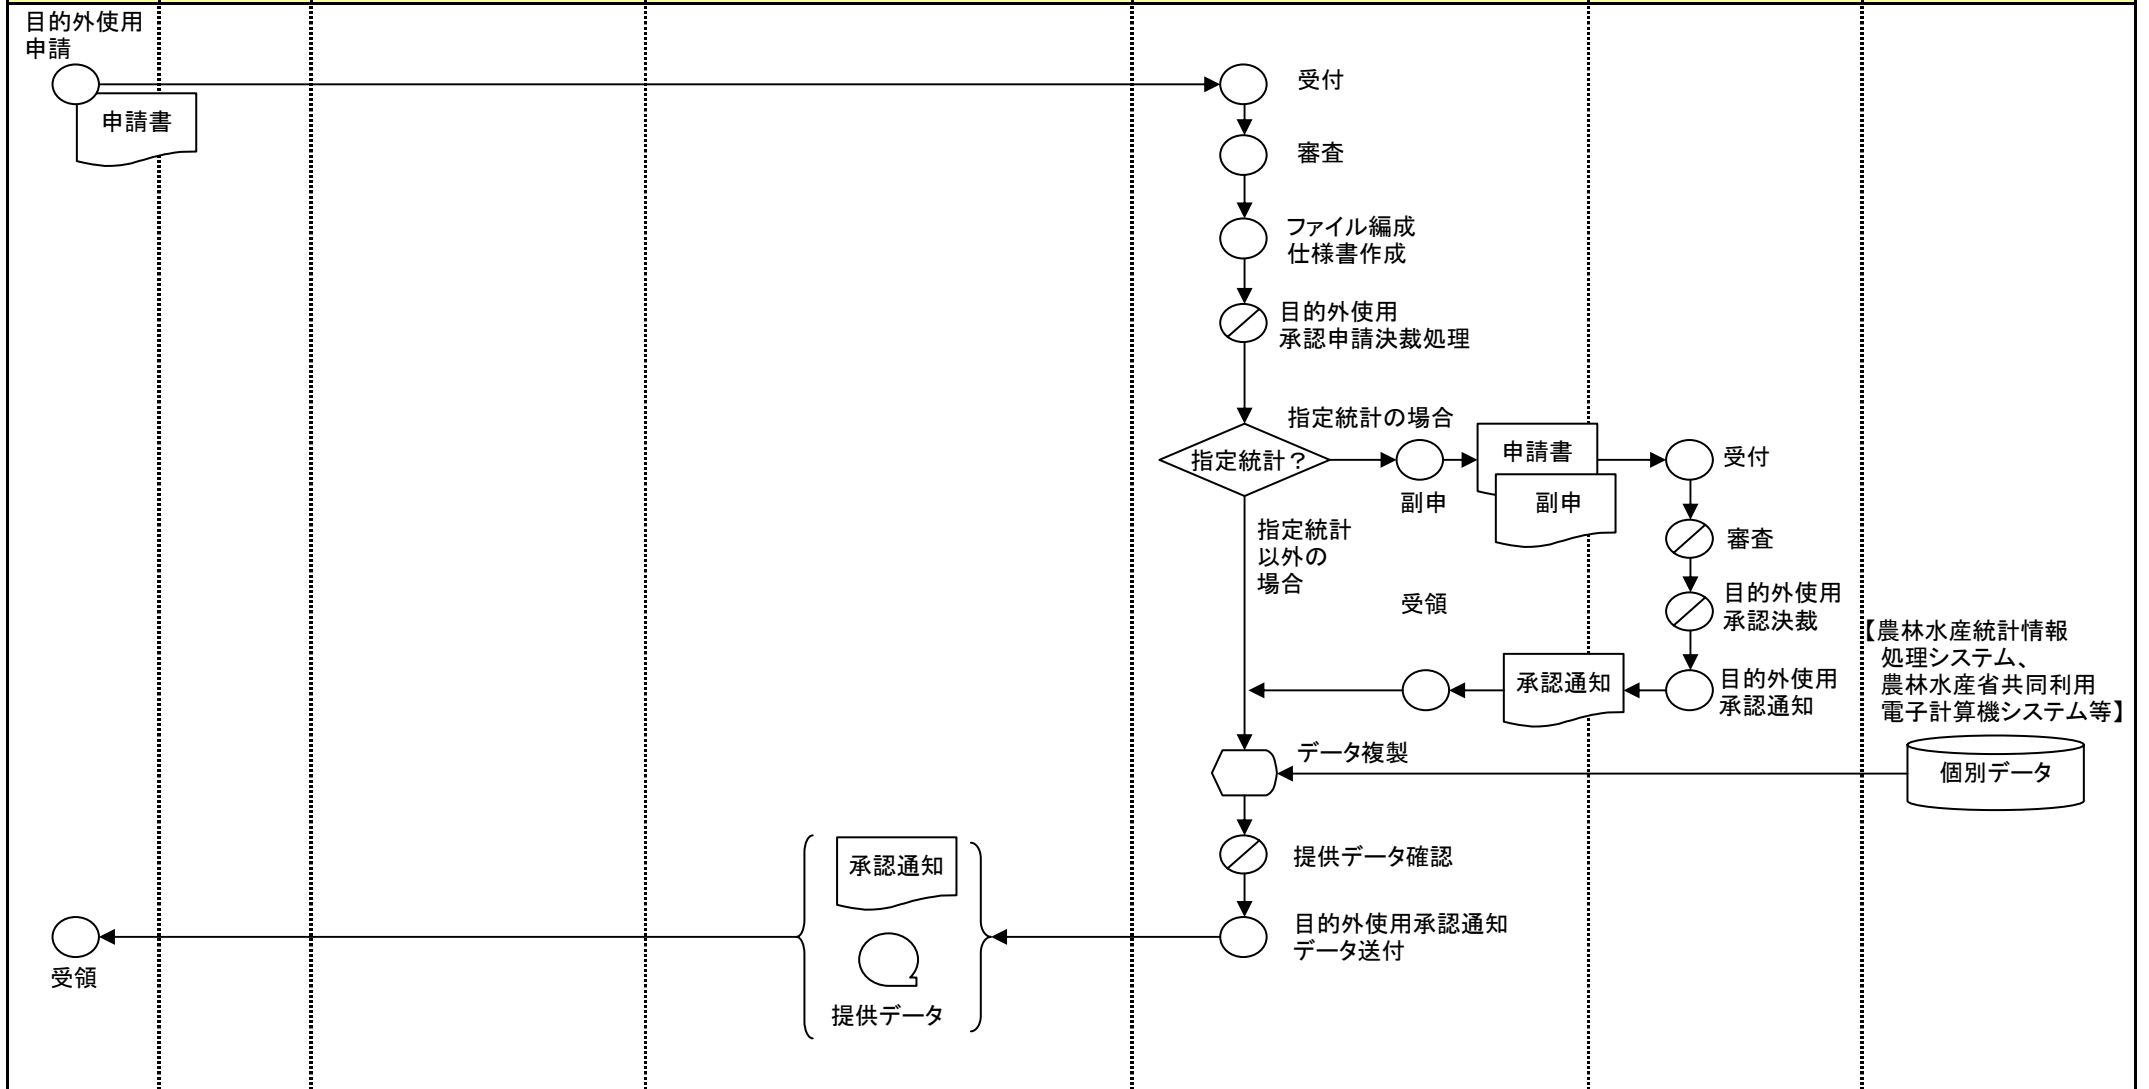 目的外使用
申請
申請書
受付
審査
ファイル編成
仕様書作成
目的外使用
承認申請決裁処理
指定統計の場合
指定統計？
副申
申請書
副申
受付
指定統計
以外の
場合
審査
受領
目的外使用
承認決裁
承認通知
目的外使用
承認通知
【農林水産統計情報
処理システム、
農林水産省共同利用
電子計算機システム等】
データ複製
個別データ
提供データ確認
承認通知
目的外使用承認通知
データ送付
受領
提供データ